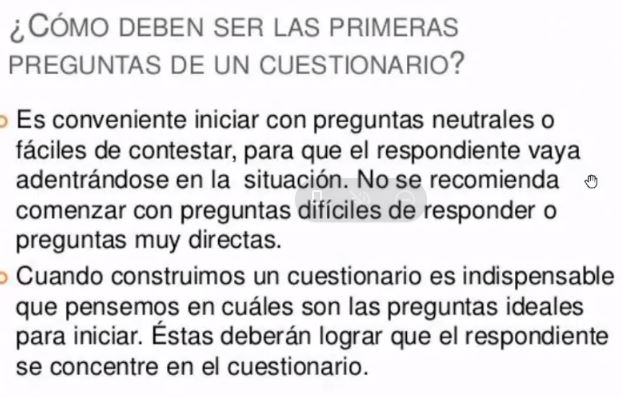 ¿CÓMO DEBEN SER LAS PRIMERAS
PREGUNTAS DE UN CUESTIONARIO?
Es conveniente iniciar con preguntas neutrales o
fáciles de contestar, para que el respondiente vaya
adentrándose en la situación. No se recomienda
comenzar con preguntas difíciles de responder o
preguntas muy directas.
Cuando construimos un cuestionario es indispensable
que pensemos en cuáles son las preguntas ideales
para iniciar. Éstas deberán lograr que el respondiente
se concentre en el cuestionario.